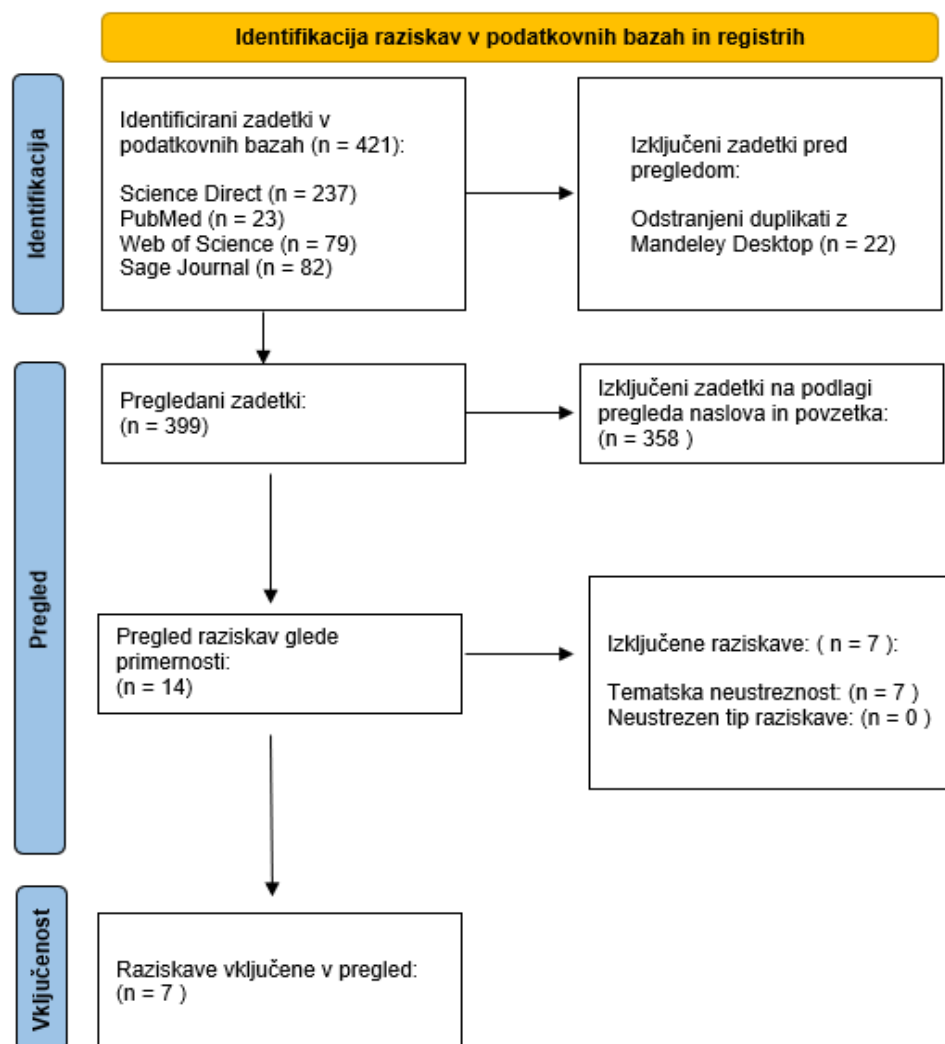 Identifikacija raziskav v podatkovnih bazah in registrih
Identifikacija
Identificirani zadetki v
podatkovnih bazah (n = 421):
Science Direct (n = 237)
PubMed (n = 23)
Web of Science (n = 79)
Sage Journal (n = 82)
Izključeni zadetki pred
pregledom:
Odstranjeni duplikati z
Mandeley Desktop (n = 22)
Pregled
Pregledani zadetki:
(n = 399)
Izključeni zadetki na podlagi
pregleda naslova in povzetka:
(n = 358 )
Pregled raziskav glede
primernosti:
(n = 14)
Izključene raziskave: ( n = 7 ):
Tematska neustreznost: (n = 7 )
Neustrezen tip raziskave: (n = 0 )
Vključenost
Raziskave vključene v pregled:
(n = 7 )